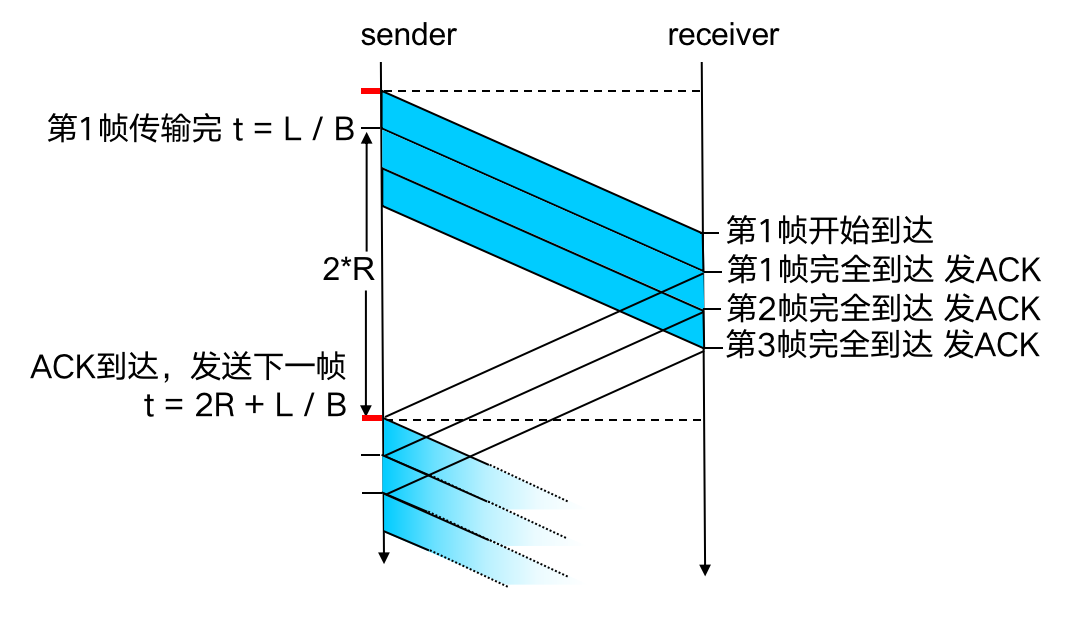 sender
receiver
第1帧传输完 t = L / B
第1帧开始到达
2*R
第1帧完全到达 发ACK
第2帧完全到达 发ACK
第3帧完全到达 发ACK
ACK到达，发送下一帧
t = 2R + L / B